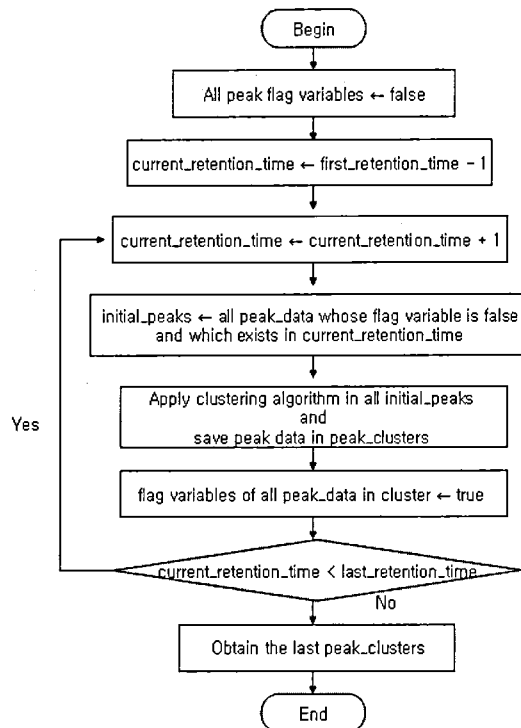 Begin
All peak flag variables ← false
current_retention_time ← first_retention_time - 1
current_retention_time ← current_retention_time + 1
initial_peaks ← all peak_data whose flag variable is false
and which exists in current_retention_time
Apply clustering algorithm in all initial_peaks
and
save peak_data in peak_clusters
Yes
flag variables of all peak_data in cluster ← true
current_retention_time < last_retention_time
No
Obtain the last peak_clusters
End